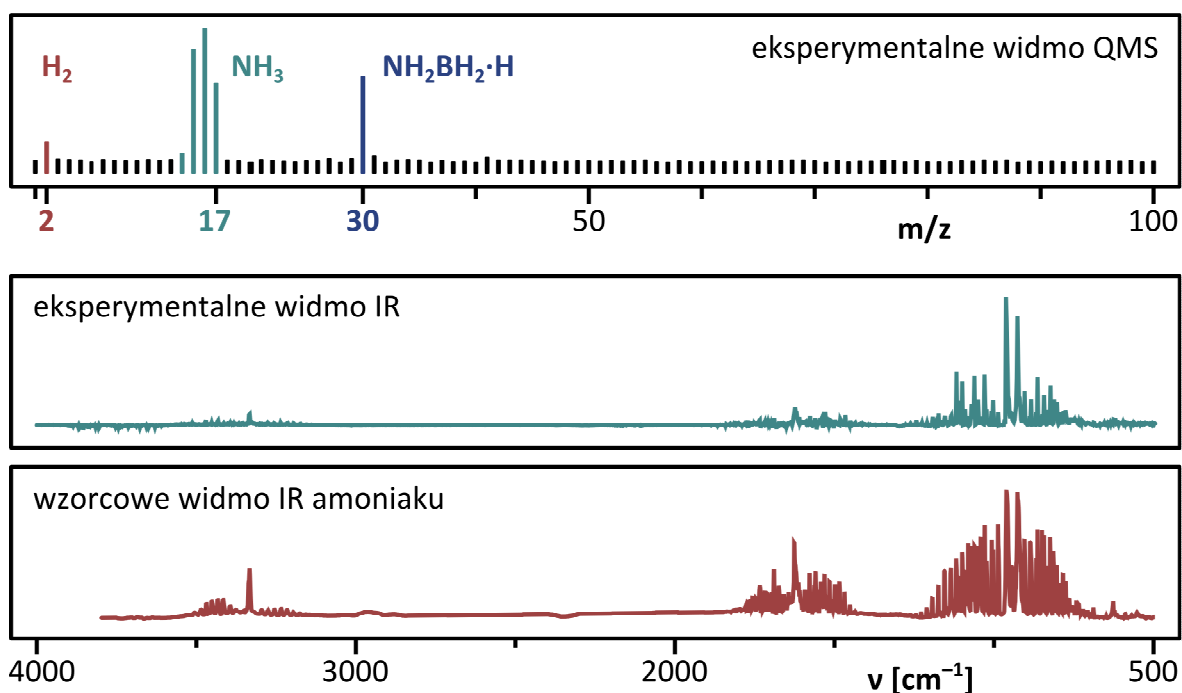 eksperymentalne widmo QMS
H₂
NH₃
NH₂BH₂·H
2
17
30
50
m/z
100
eksperymentalne widmo IR
wzorcowe widmo IR amoniaku
4000
3000
2000
ν [cm⁻¹]
500